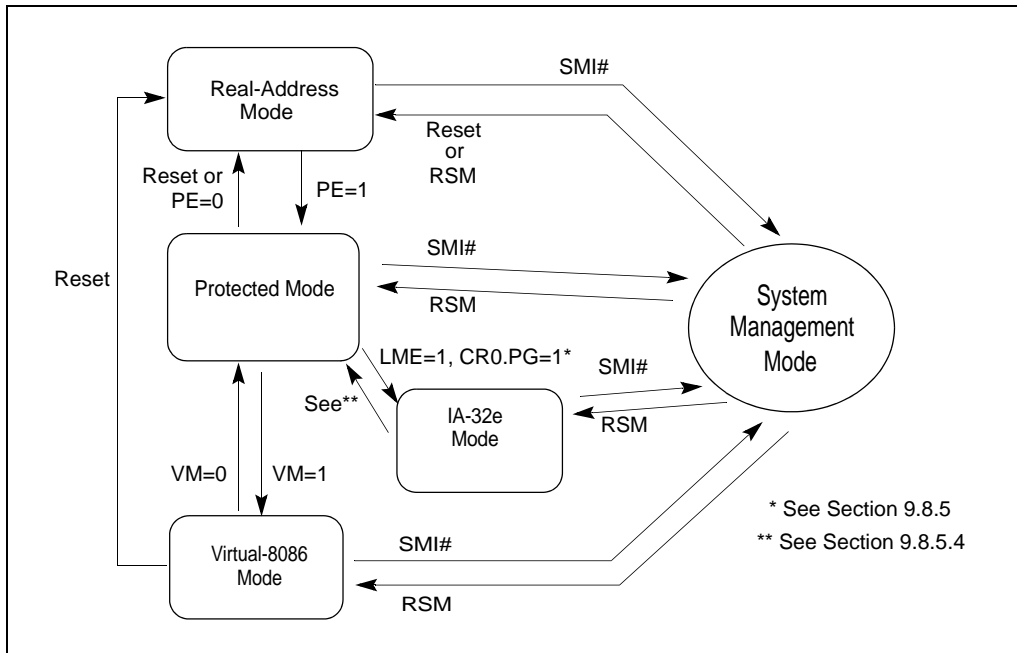 SMI#
Real-Address
Mode
Reset
or
RSM
Reset or
PE=0
PE=1
SMI#
Reset
Protected Mode
RSM
System
Management
Mode
LME=1, CR0.PG=1*
SMI#
See**
IA-32e
Mode
RSM
VM=0
VM=1
* See Section 9.8.5
** See Section 9.8.5.4
Virtual-8086
Mode
SMI#
RSM